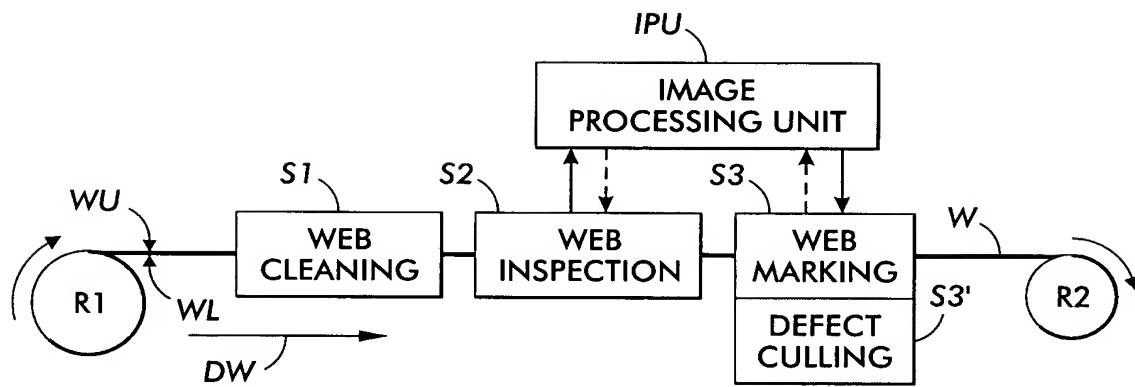 IPU
IMAGE
PROCESSING UNIT
S1
S2
S3
WU
W
WEB
CLEANING
WEB
INSPECTION
WEB
MARKING
R1
WL
S3'
R2
DEFECT
CULLING
DW